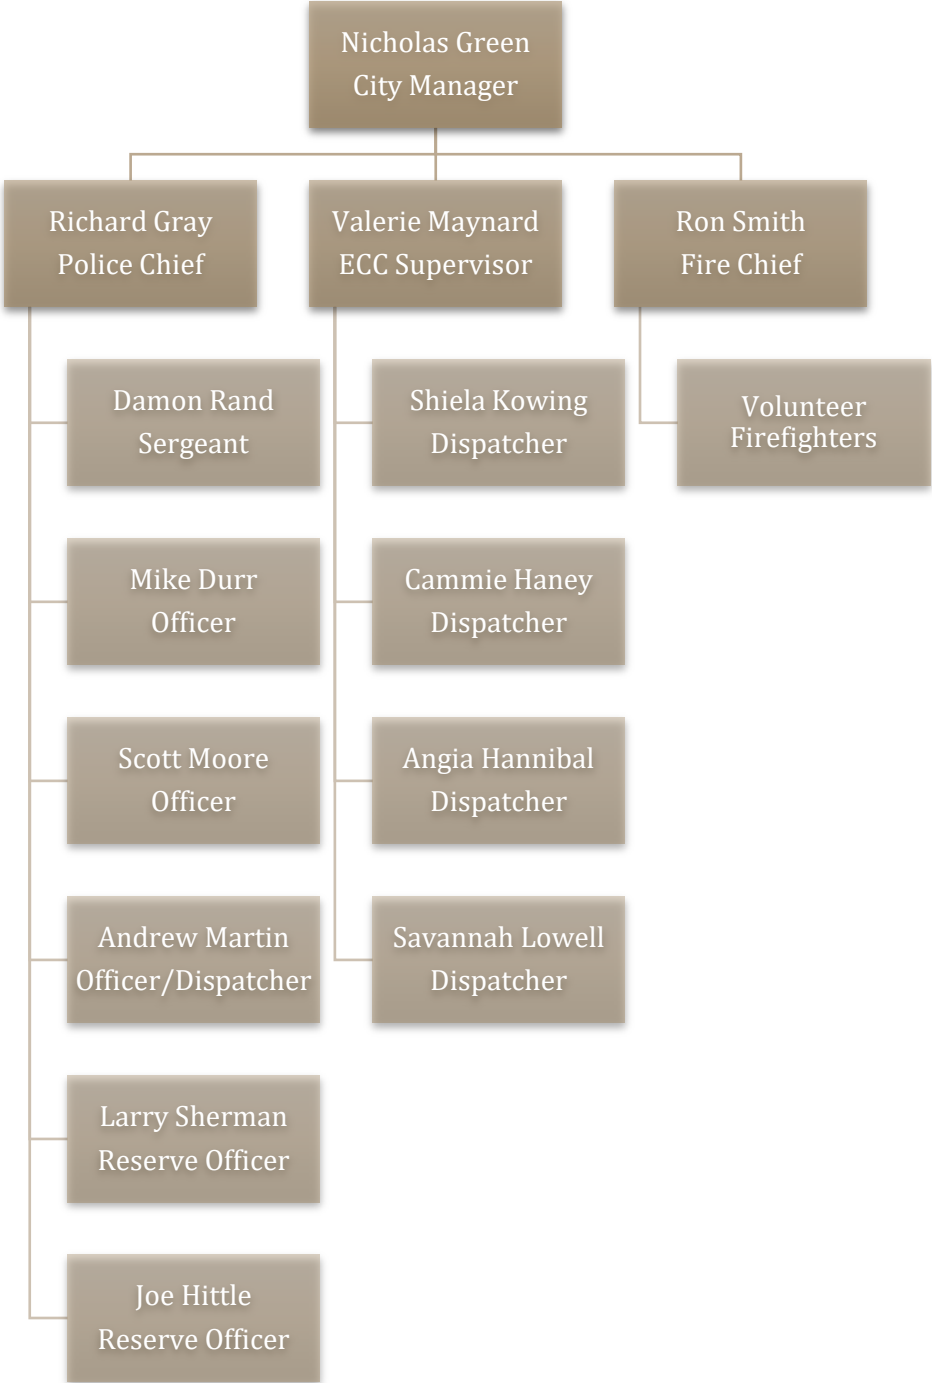 Nicholas Green
City Manager
Richard Gray
Police Chief
Valerie Maynard
ECC Supervisor
Ron Smith
Fire Chief
Damon Rand
Sergeant
Shiela Kowing
Dispatcher
Volunteer
Firefighters
Mike Durr
Officer
Cammie Haney
Dispatcher
Scott Moore
Officer
Angia Hannibal
Dispatcher
Andrew Martin
Officer/Dispatcher
Savannah Lowell
Dispatcher
Larry Sherman
Reserve Officer
Joe Hittle
Reserve Officer